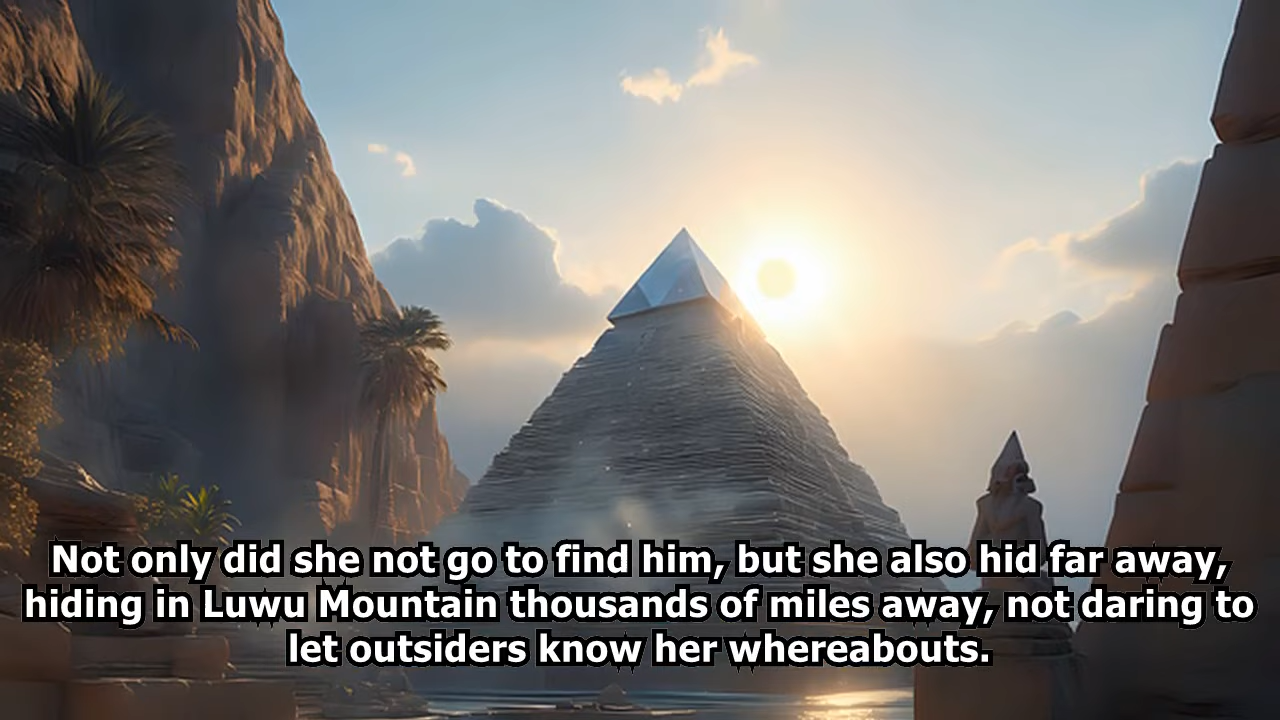 Not only did she not go to find him, but she also hid far away,
hiding in Luwu Mountain thousands of miles away, not daring to
let outsiders know her whereabouts.